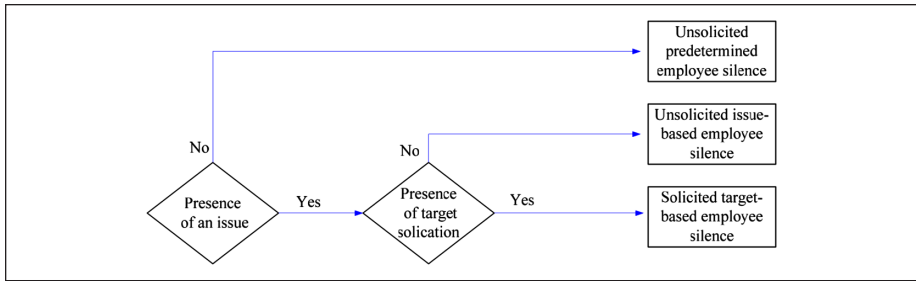 Unsolicited
predetermined
employee silence
Unsolicited issue-
based employee
silence
No
No
Presence
of an issue
Yes
Presence
of target
solication
Yes
Solicited target-
based employee
silence